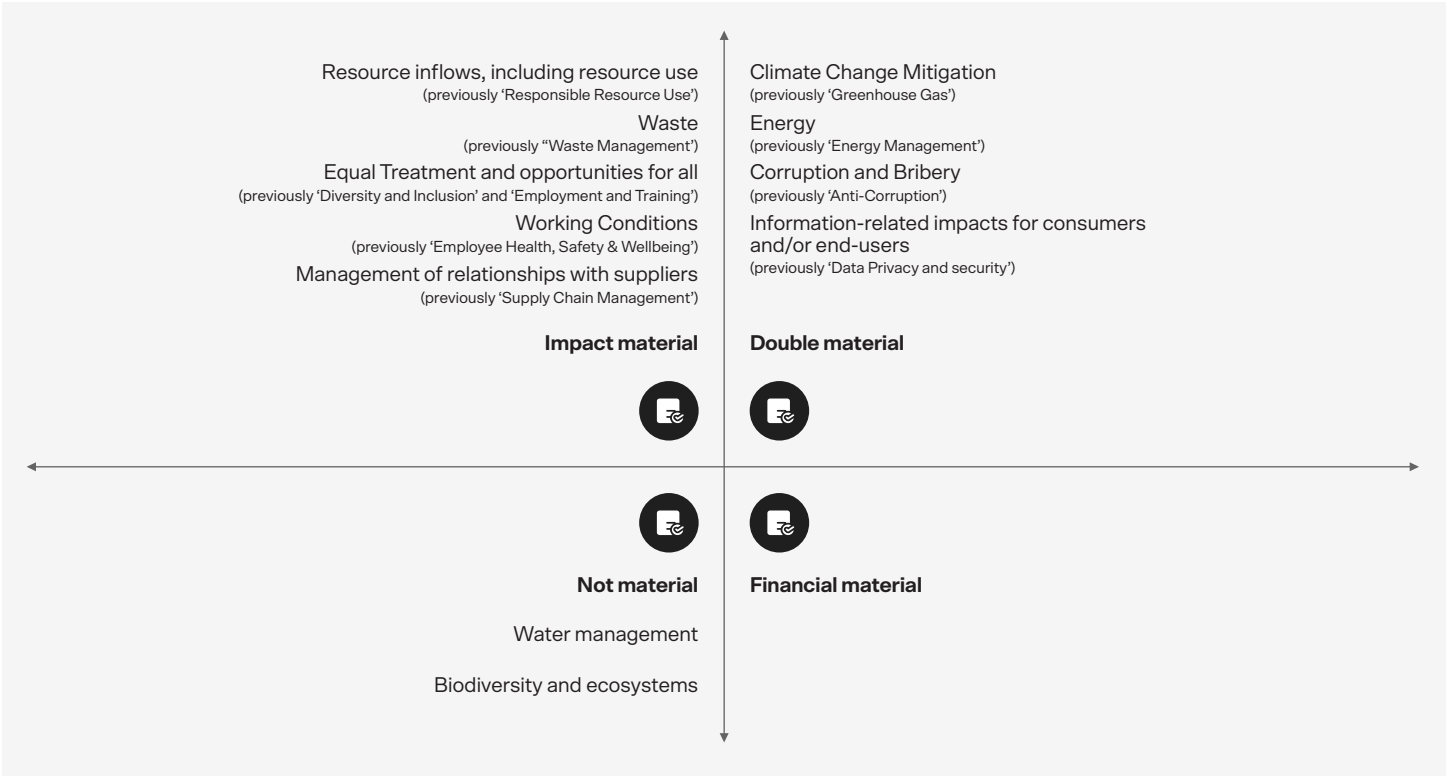 Resource inflows, including resource use
(previously ‘Responsible Resource Use’)
Waste
(previously “Waste Management’)
Equal Treatment and opportunities for all
(previously ‘Diversity and Inclusion’ and ‘Employment and Training’)
Working Conditions
(previously ‘Employee Health, Safety & Wellbeing’)
Management of relationships with suppliers
(previously ‘Supply Chain Management’)
Impact material
Climate Change Mitigation
(previously ‘Greenhouse Gas’)
Energy
(previously ‘Energy Management’)
Corruption and Bribery
(previously ‘Anti-Corruption’)
Information-related impacts for consumers
and/or end-users
(previously ‘Data Privacy and security’)
Double material
Not material
Water management
Biodiversity and ecosystems
Financial material